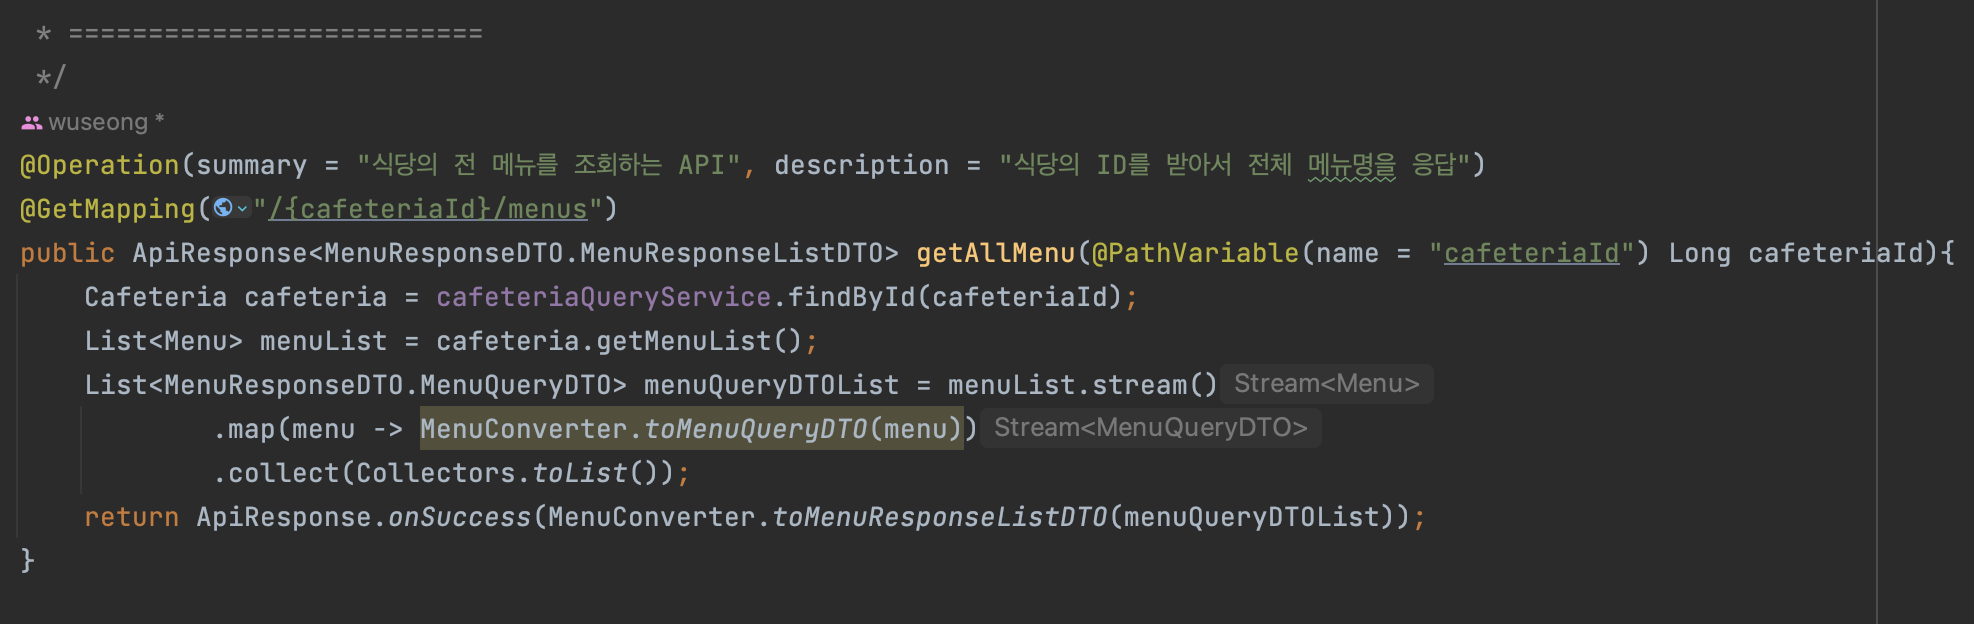 * ==========================
*/
wuseong *
@Operation(summary = "식당의 전 메뉴를 조회하는 API", description = "식당의 ID를 받아서 전체 메뉴명을 응답")
@GetMapping("/{cafeteriaId}/menus")
public ApiResponse<MenuResponseDTO.MenuResponseListDTO> getAllMenu(@PathVariable(name = "cafeteriaId") Long cafeteriaId){
Cafeteria cafeteria = cafeteriaQueryService.findById(cafeteriaId);
List<Menu> menuList = cafeteria.getMenuList();
List<MenuResponseDTO.MenuQueryDTO> menuQueryDTOList = menuList.stream() Stream<Menu>
.map(menu -> MenuConverter.toMenuQueryDTO(menu)) Stream<MenuQueryDTO>
.collect(Collectors.toList());
return ApiResponse.onSuccess(MenuConverter.toMenuResponseListDTO(menuQueryDTOList));
}